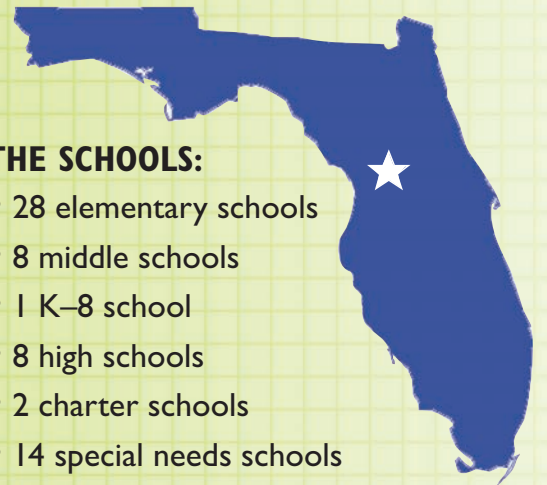 THE SCHOOLS:
28 elementary schools
8 middle schools
1 K–8 school
8 high schools
2 charter schools
14 special needs schools